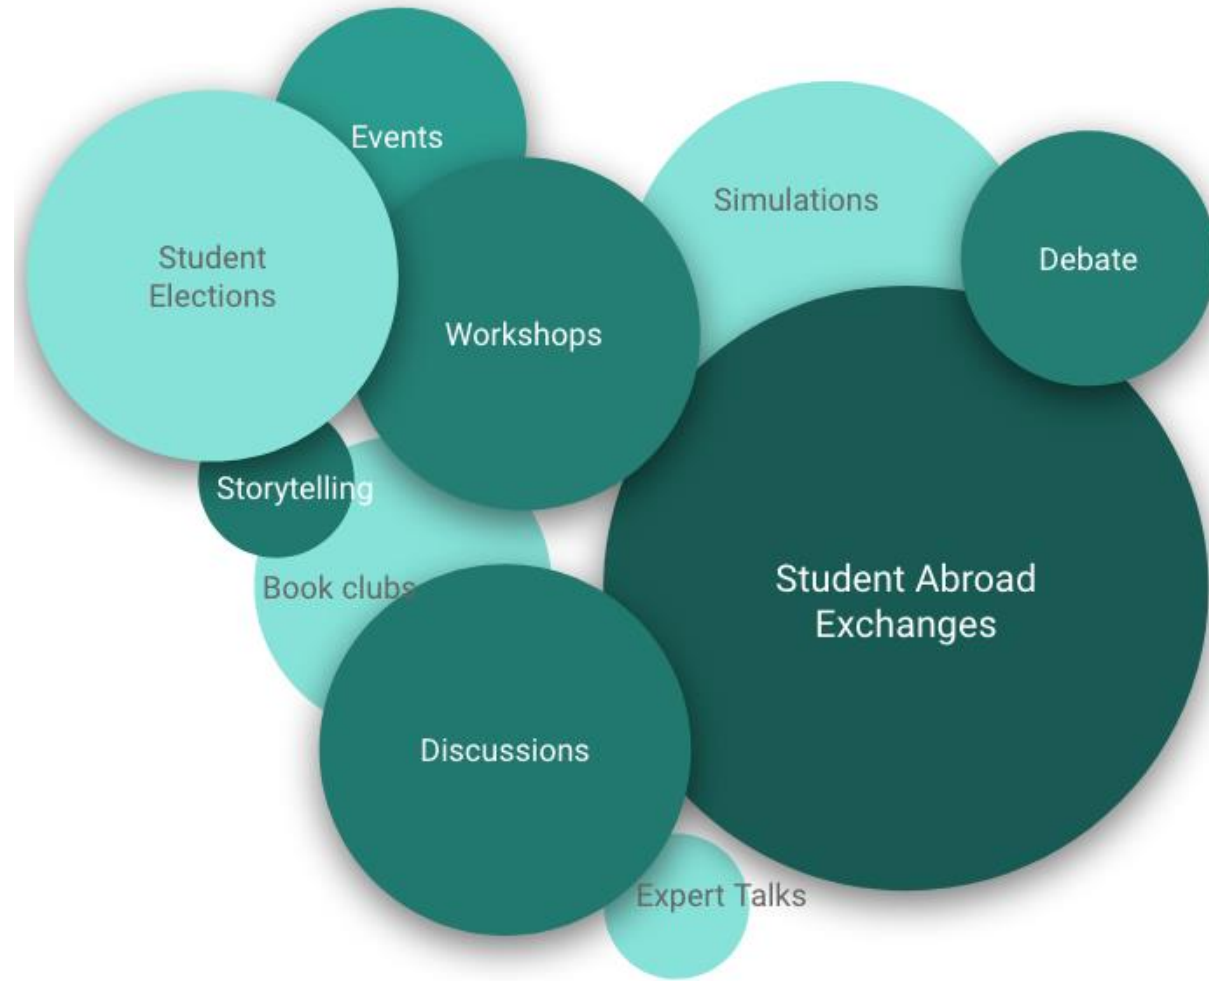 Events
Simulations
Student
Elections
Debate
Workshops
Storytelling
Book clubs
Student Abroad
Exchanges
Discussions
Expert Talks